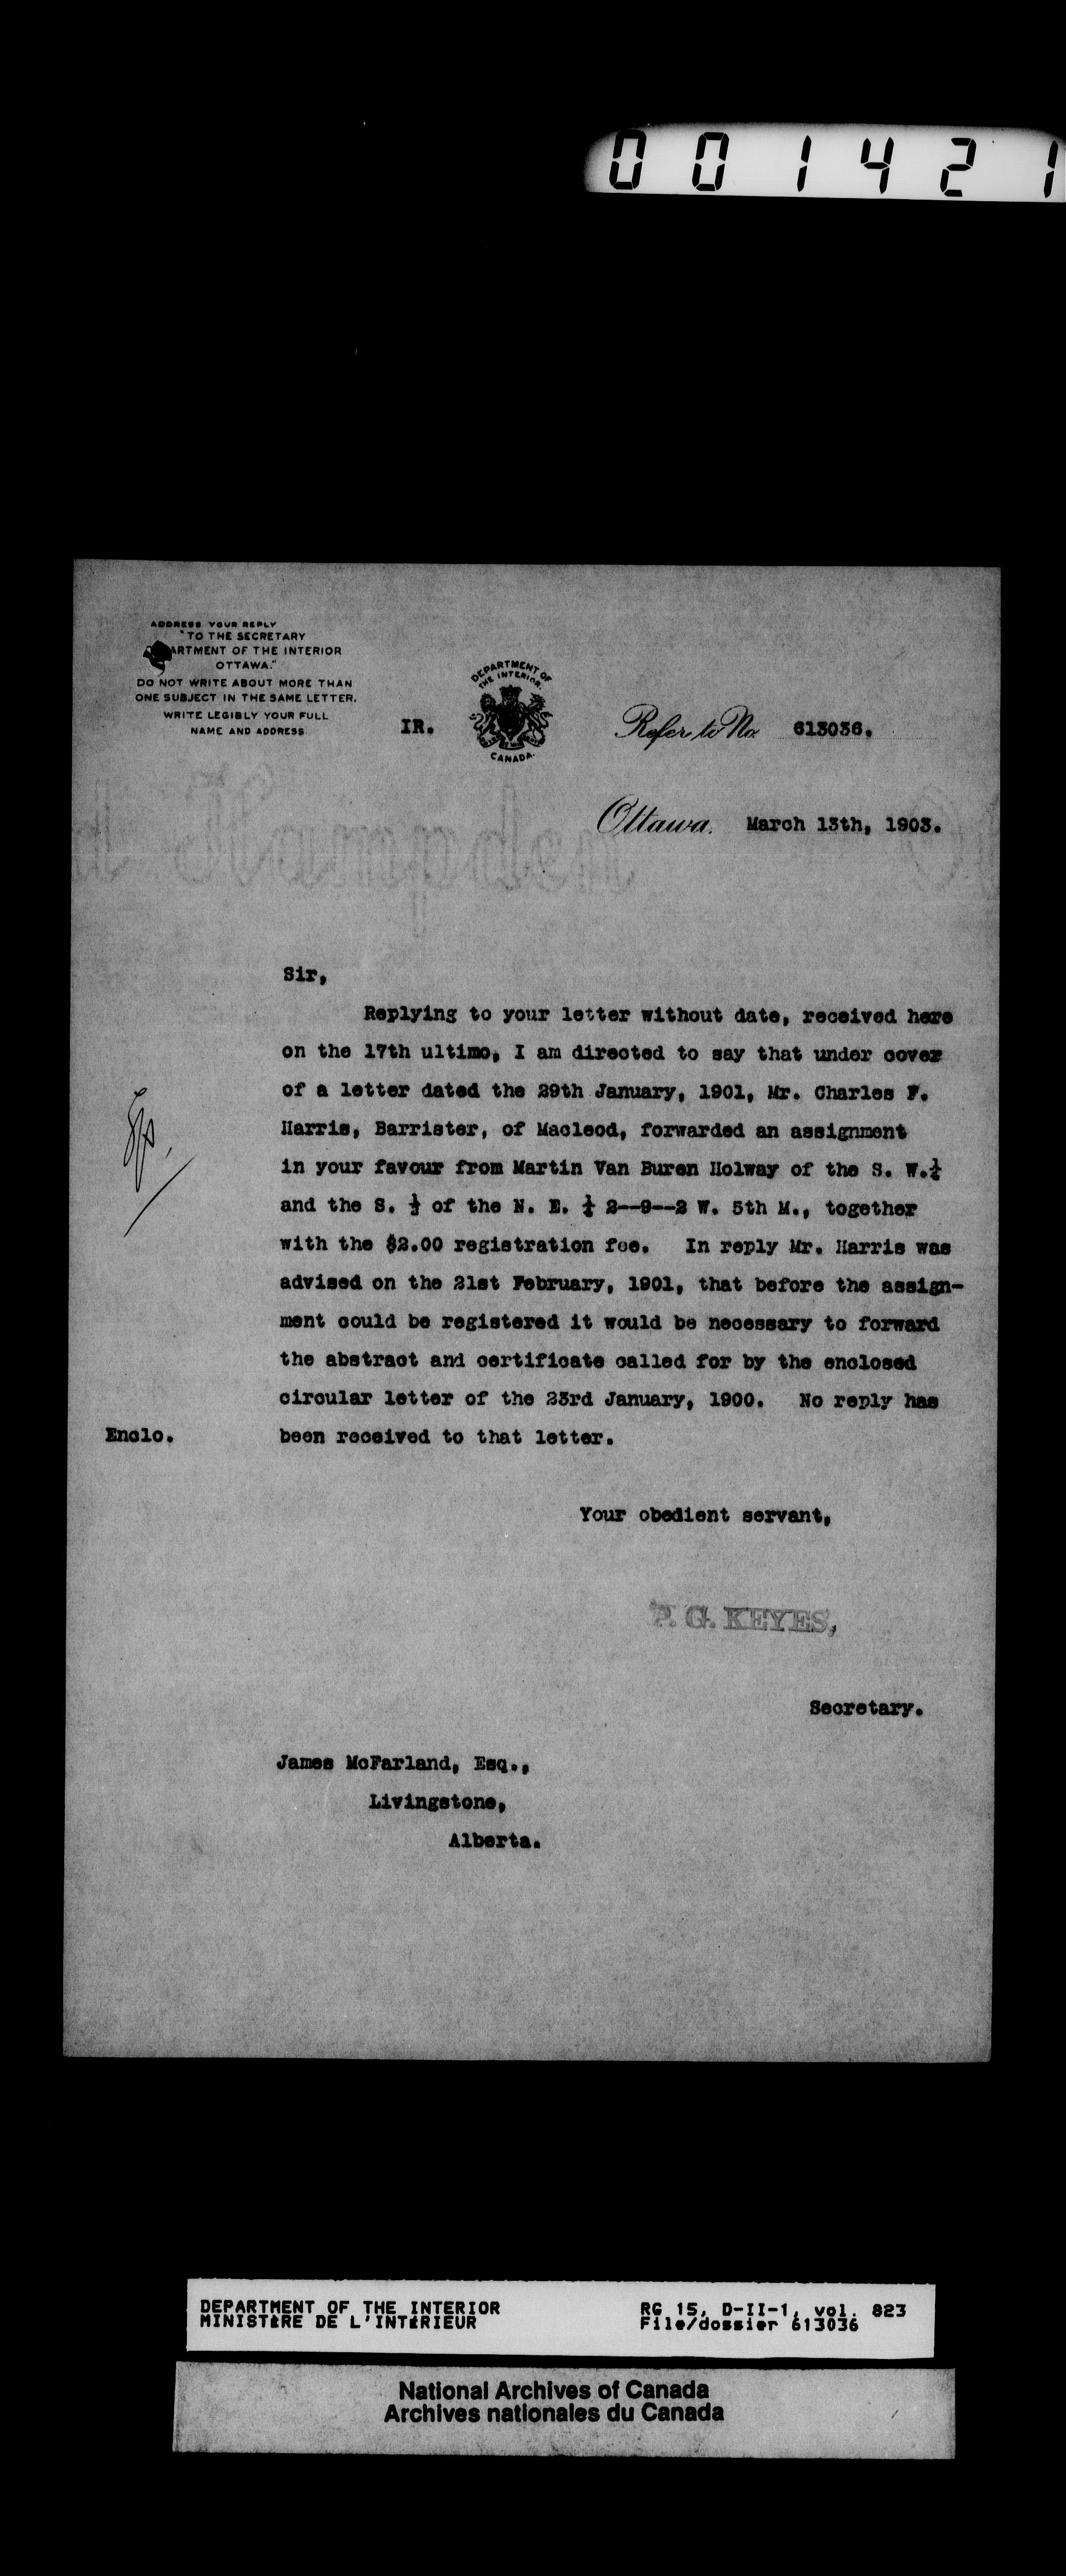 001421
ADDRESS YOUR REPLY
"TO THE SECRETARY
ARTMENT OF THE INTERIOR
OTTAWA."
DO NOT WRITE ABOUT MORE THAN
ONE SUBJECT IN THE SAME LETTER.
WRITE LEGIBLY YOUR FULL
NAME AND ADDRESS
IR.
DEPARTMENT OF
THE INTERIOR.
CANADA.
Refer to No. 613036.
Ottawa. March 13th, 1903.
Sir,
Replying to your letter without date, received here
on the 17th ultimo, I am directed to say that under cover
of a letter dated the 29th January, 1901, Mr. Charles F.
Harris, Barrister, of Macleod, forwarded an assignment
in your favour from Martin Van Buren Holway of the S. W.¼
and the S. ½ of the N. E. ¼ 2--9--2 W. 5th M., together
with the $2.00 registration fee. In reply Mr. Harris was
advised on the 21st February, 1901, that before the assign-
ment could be registered it would be necessary to forward
the abstract and certificate called for by the enclosed
circular letter of the 23rd January, 1900. No reply has
Enclo. been received to that letter.
Your obedient servant,
P. G. KEYES,
Secretary.
James McFarland, Esq.,
Livingstone,
Alberta.
DEPARTMENT OF THE INTERIOR
MINISTÈRE DE L'INTÉRIEUR
RG 15, D-II-1, vol. 823
File/dossier 613036
National Archives of Canada
Archives nationales du Canada